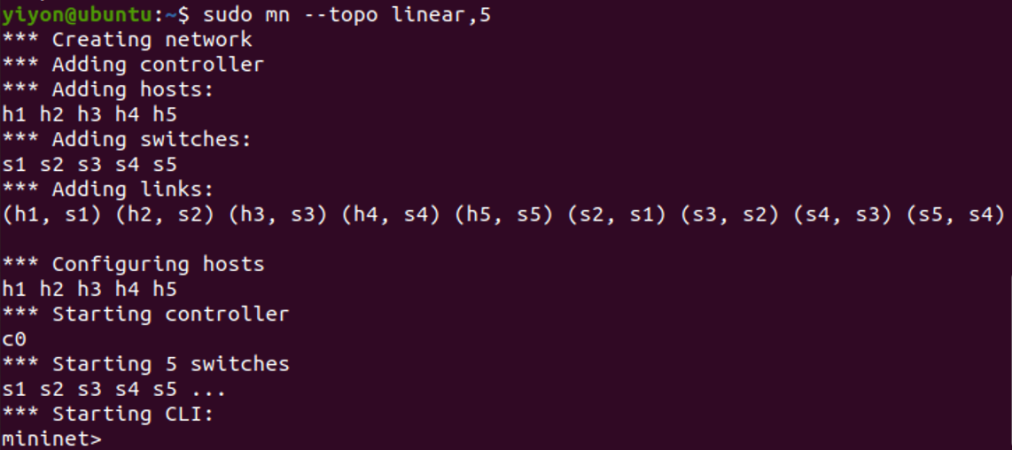 yiyon@ubuntu:~$ sudo mn --topo linear,5
*** Creating network
*** Adding controller
*** Adding hosts:
h1 h2 h3 h4 h5
*** Adding switches:
s1 s2 s3 s4 s5
*** Adding links:
(h1, s1) (h2, s2) (h3, s3) (h4, s4) (h5, s5) (s2, s1) (s3, s2) (s4, s3) (s5, s4)
*** Configuring hosts
h1 h2 h3 h4 h5
*** Starting controller
c0
*** Starting 5 switches
s1 s2 s3 s4 s5 ...
*** Starting CLI:
mininet>